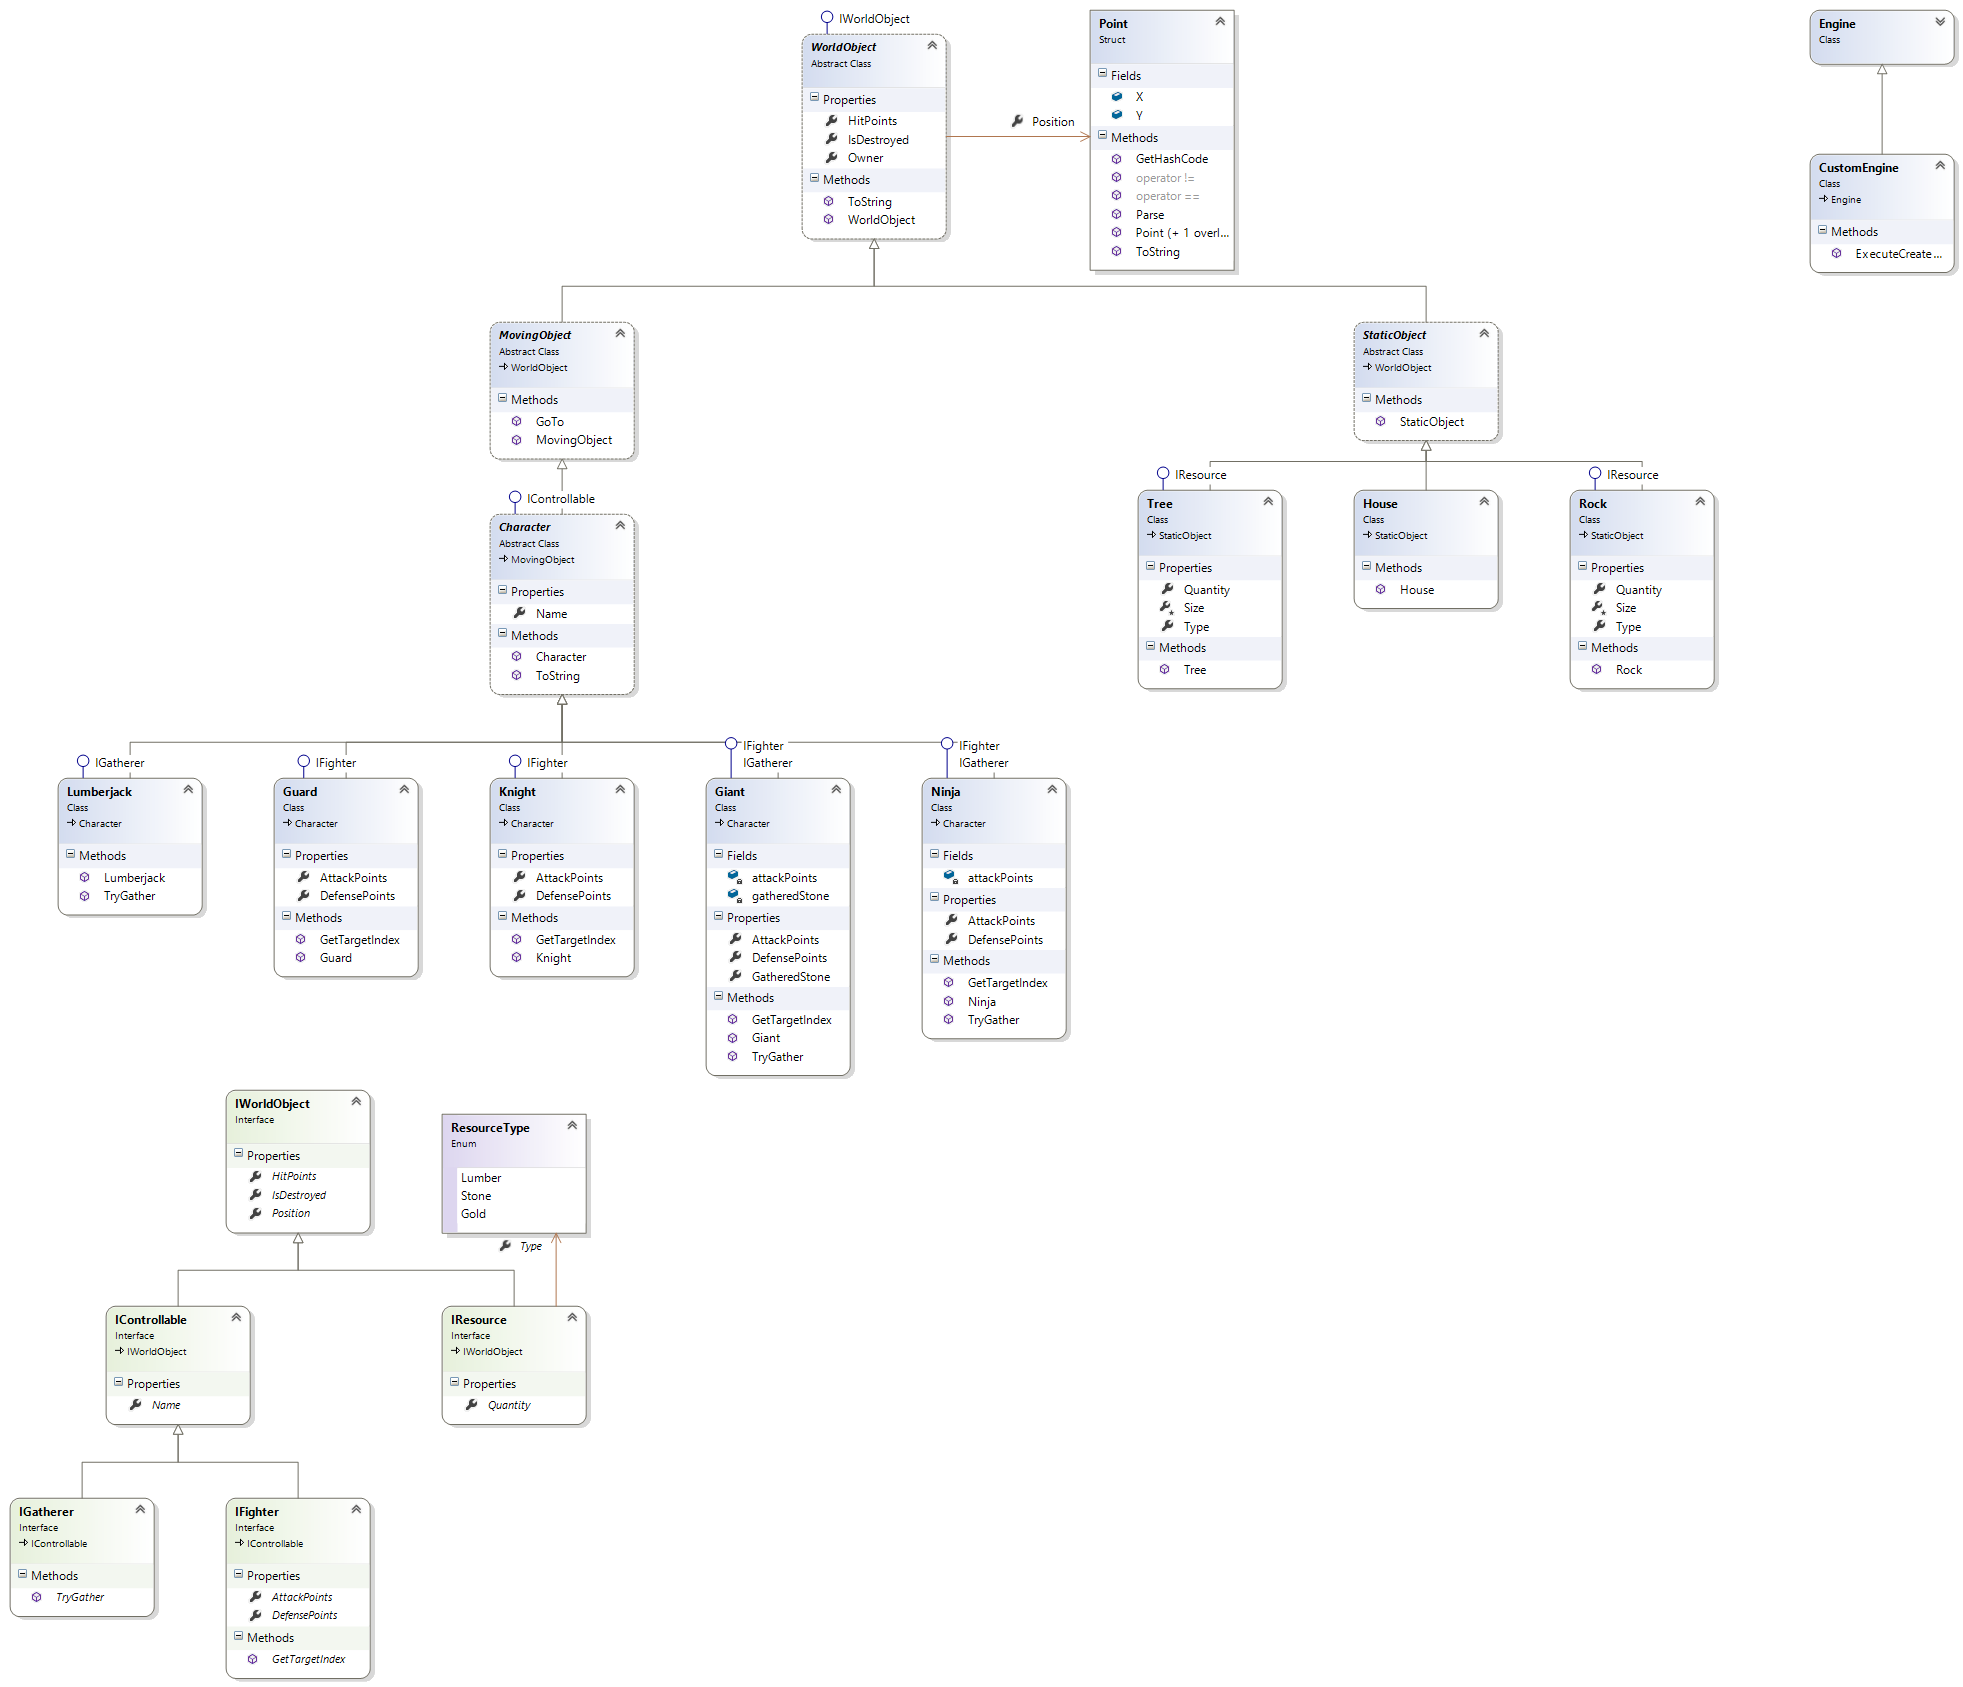 IWorldObject
WorldObject
Abstract Class
Properties
HitPoints
IsDestroyed
Owner
Methods
ToString
WorldObject
Position
Point
Struct
Fields
X
Y
Methods
GetHashCode
operator !=
operator ==
Parse
Point (+ 1 overl...
ToString
Engine
Class
CustomEngine
Class
Engine
Methods
ExecuteCreate...
MovingObject
Abstract Class
WorldObject
Methods
GoTo
MovingObject
StaticObject
Abstract Class
WorldObject
Methods
StaticObject
IControllable
Character
Abstract Class
MovingObject
Properties
Name
Methods
Character
ToString
IResource
Tree
Class
StaticObject
Properties
Quantity
Size
Type
Methods
Tree
House
Class
StaticObject
Methods
House
IResource
Rock
Class
StaticObject
Properties
Quantity
Size
Type
Methods
Rock
IGatherer
Lumberjack
Class
Character
Methods
Lumberjack
TryGather
IFighter
Guard
Class
Character
Properties
AttackPoints
DefensePoints
Methods
GetTargetIndex
Guard
IFighter
Knight
Class
Character
Properties
AttackPoints
DefensePoints
Methods
GetTargetIndex
Knight
IFighter
IGatherer
Giant
Class
Character
Fields
attackPoints
gatheredStone
Properties
AttackPoints
DefensePoints
GatheredStone
Methods
GetTargetIndex
Giant
TryGather
IFighter
IGatherer
Ninja
Class
Character
Fields
attackPoints
Properties
AttackPoints
DefensePoints
Methods
GetTargetIndex
Ninja
TryGather
IWorldObject
Interface
Properties
HitPoints
IsDestroyed
Position
ResourceType
Enum
Lumber
Stone
Gold
Type
IControllable
Interface
IWorldObject
Properties
Name
IResource
Interface
IWorldObject
Properties
Quantity
IGatherer
Interface
IControllable
Methods
TryGather
IFighter
Interface
IControllable
Properties
AttackPoints
DefensePoints
Methods
GetTargetIndex